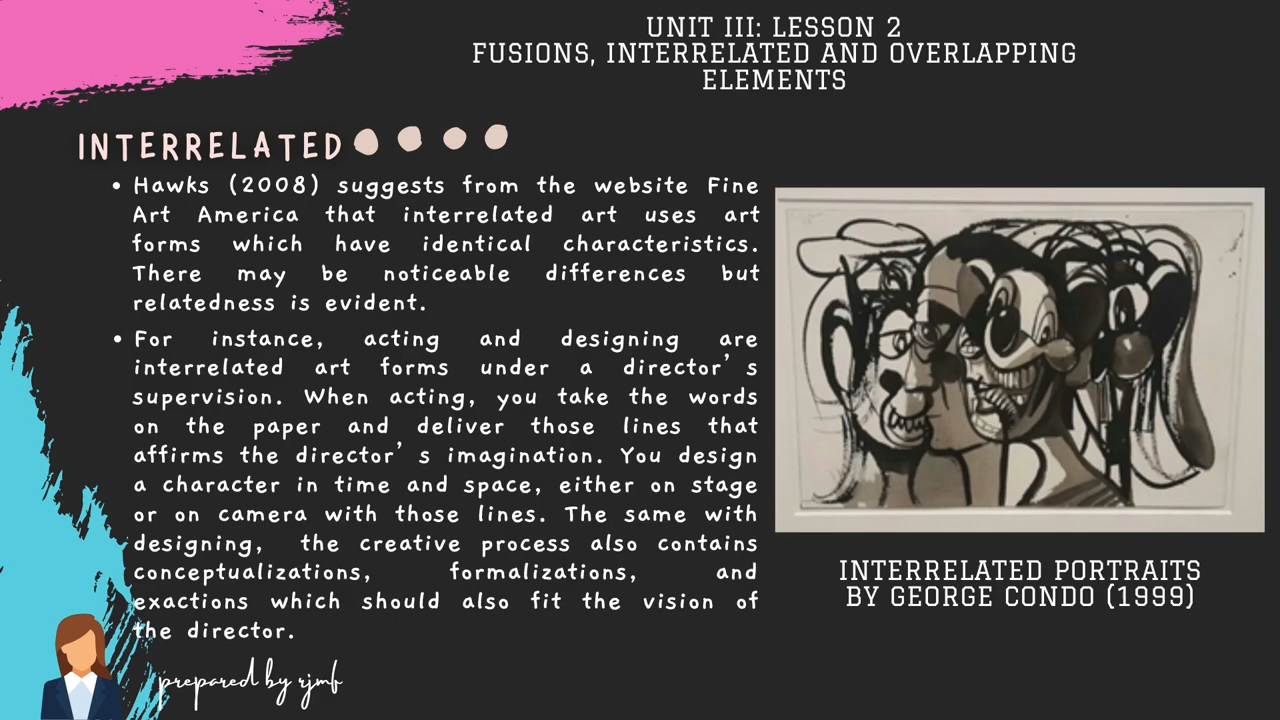 UNIT III: LESSON 2
FUSIONS, INTERRELATED AND OVERLAPPING
ELEMENTS
INTERRELATED
• Hawks (2008) suggests from the website Fine
Art America that interrelated art uses art
forms which have identical characteristics.
There may be noticeable differences but
relatedness is evident.
• For instance, acting and designing are
interrelated art forms under a director's
supervision. When acting, you take the words
on the paper and deliver those lines that
affirms the director's imagination. You design
a character in time and space, either on stage
or on camera with those lines. The same with
designing, the creative process also contains
conceptualizations, formalizations, and
exactions which should also fit the vision of
the director.
INTERRELATED PORTRAITS
BY GEORGE CONDO (1999)
prepared by rjmf